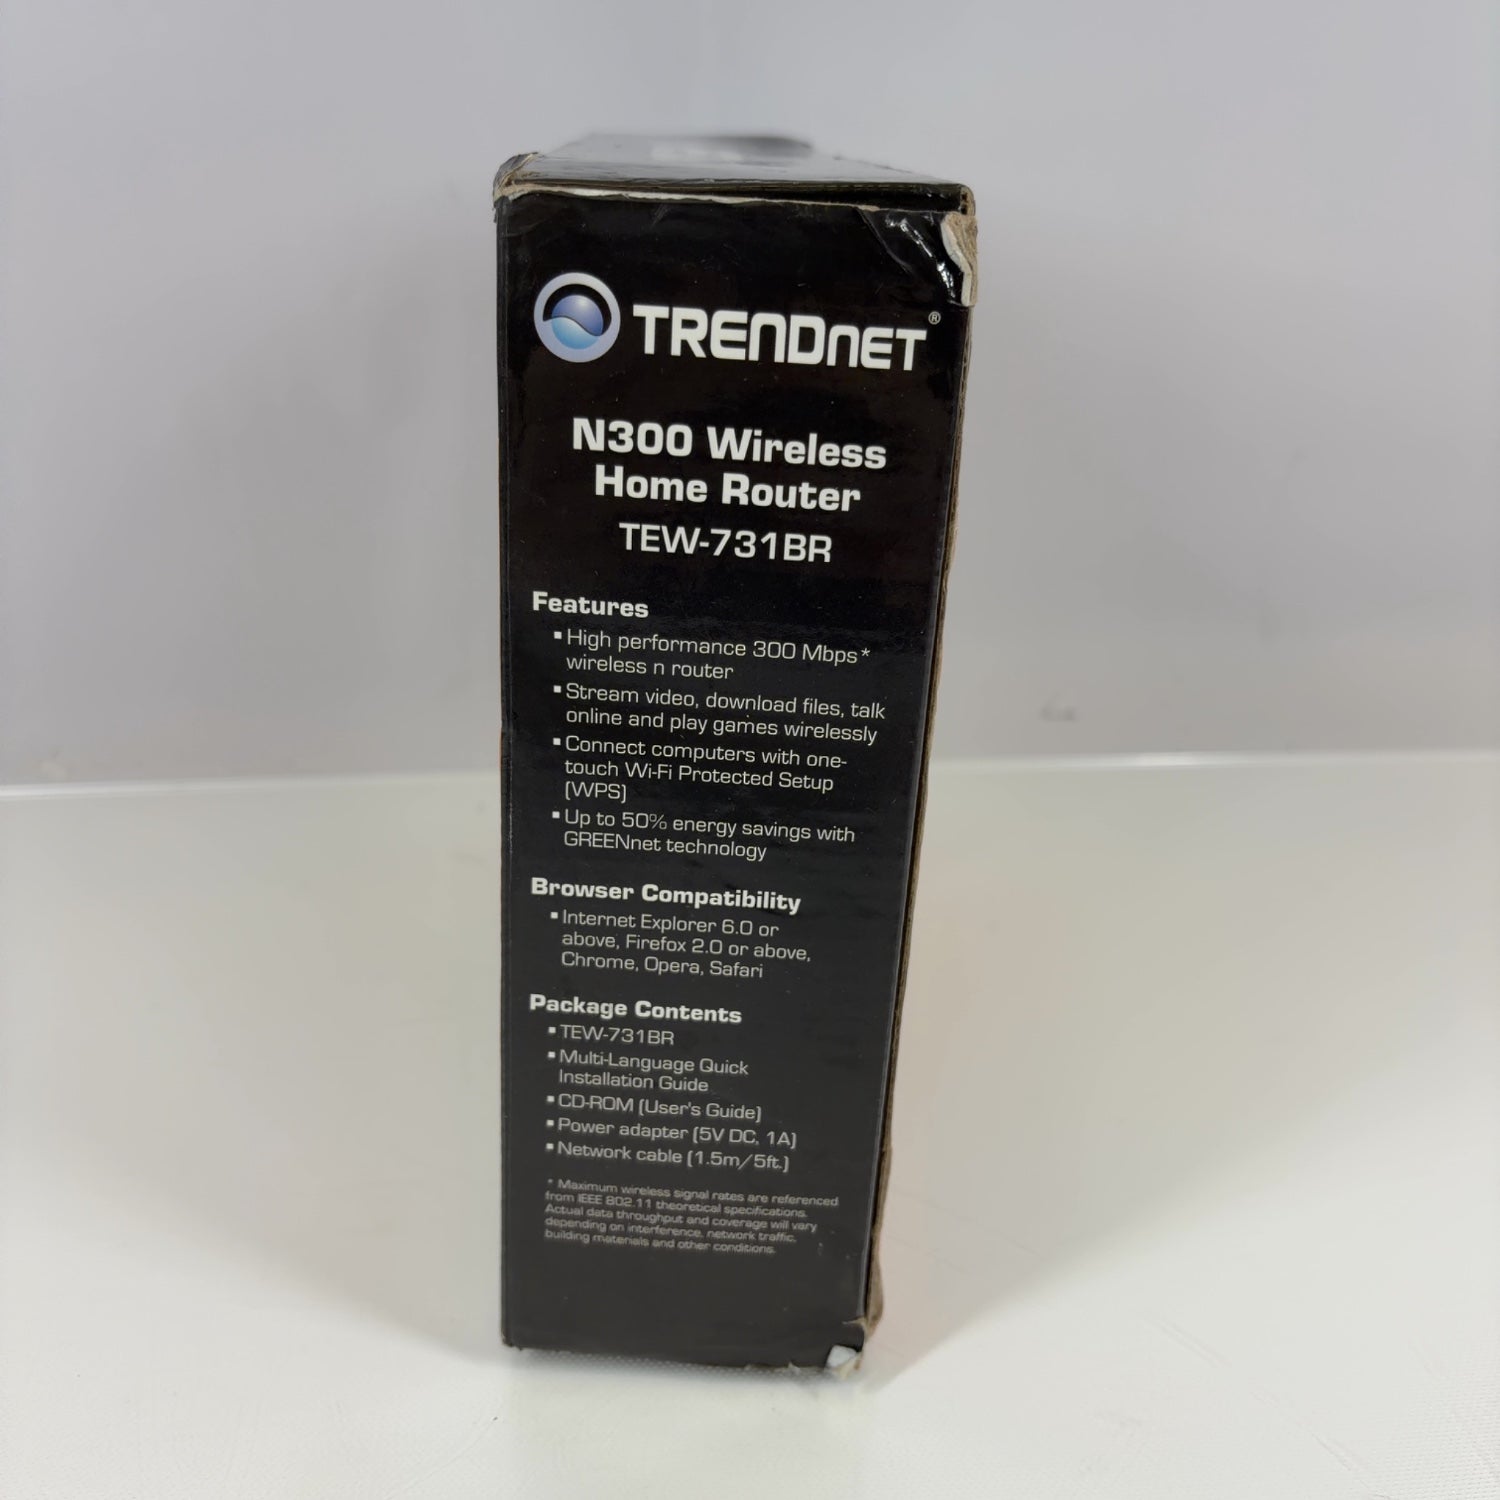 TRENDNET®
N300 Wireless
Home Router
TEW-731BR
Features
▪ High performance 300 Mbps*
wireless n router
▪ Stream video, download files, talk
online and play games wirelessly
▪ Connect computers with one-
touch Wi-Fi Protected Setup
(WPS)
▪ Up to 50% energy savings with
GREENnet technology
Browser Compatibility
▪ Internet Explorer 6.0 or
above, Firefox 2.0 or above,
Chrome, Opera, Safari
Package Contents
▪ TEW-731BR
▪ Multi-Language Quick
Installation Guide
▪ CD-ROM (User's Guide)
▪ Power adapter (5V DC, 1A)
▪ Network cable (1.5m/5ft.)
* Maximum wireless signal rates are referenced
from IEEE 802.11 theoretical specifications.
Actual data throughput and coverage will vary
depending on interference, network traffic,
building materials and other conditions.